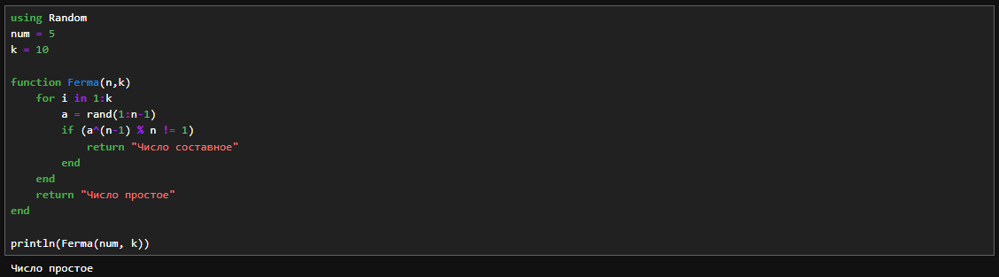 using Random
num = 5
k = 10

function Ferma(n,k)
    for i in 1:k
        a = rand(1:n-1)
        if (a^(n-1) % n != 1)
            return "Число составное"
        end
    end
    return "Число простое"
end

println(Ferma(num, k))
Число простое